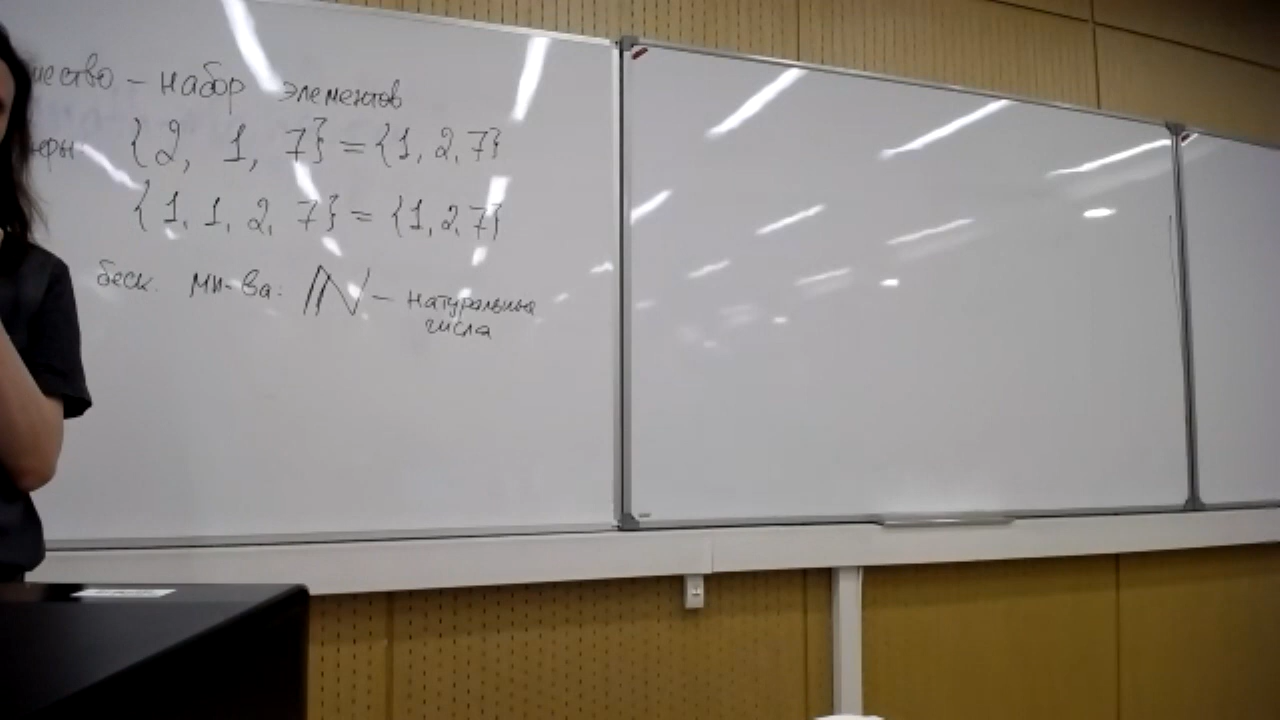 ество – набор элементов
еры {2, 1, 7} = {1, 2, 7}
{1, 1, 2, 7} = {1, 2, 7}
беск. мн-ва: ℕ – натуральные
числа